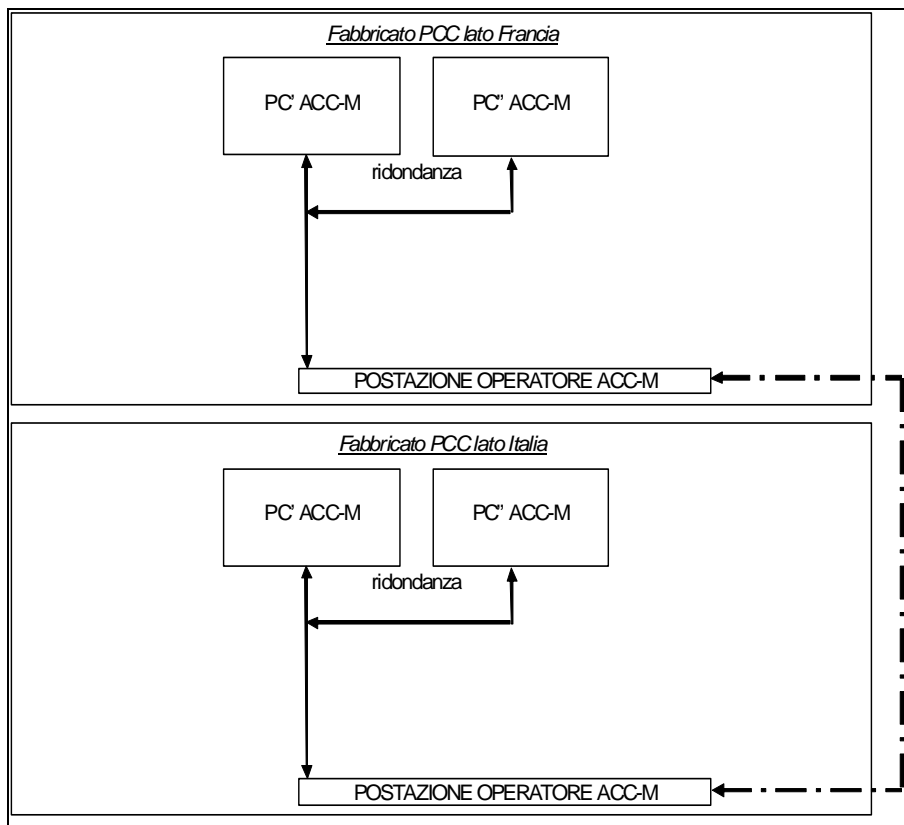 Fabbricato PCC lato Francia
PC' ACC-M
PC'' ACC-M
ridondanza
POSTAZIONE OPERATORE ACC-M
Fabbricato PCC lato Italia
PC' ACC-M
PC'' ACC-M
ridondanza
POSTAZIONE OPERATORE ACC-M